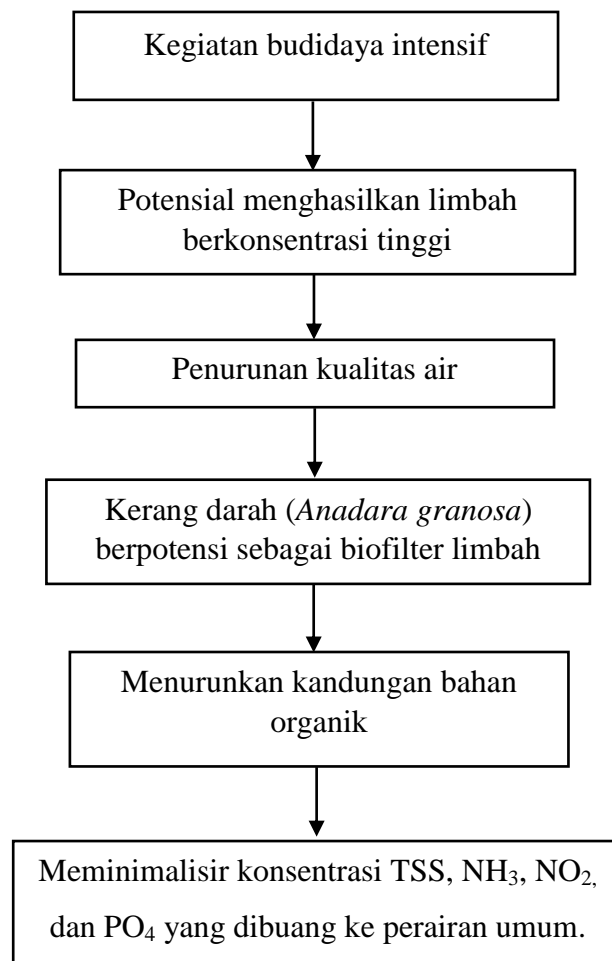 Kegiatan budidaya intensif
Potensial menghasilkan limbah
berkonsentrasi tinggi
Penurunan kualitas air
Kerang darah (Anadara granosa)
berpotensi sebagai biofilter limbah
Menurunkan kandungan bahan
organik
Meminimalisir konsentrasi TSS, NH₃, NO₂,
dan PO₄ yang dibuang ke perairan umum.